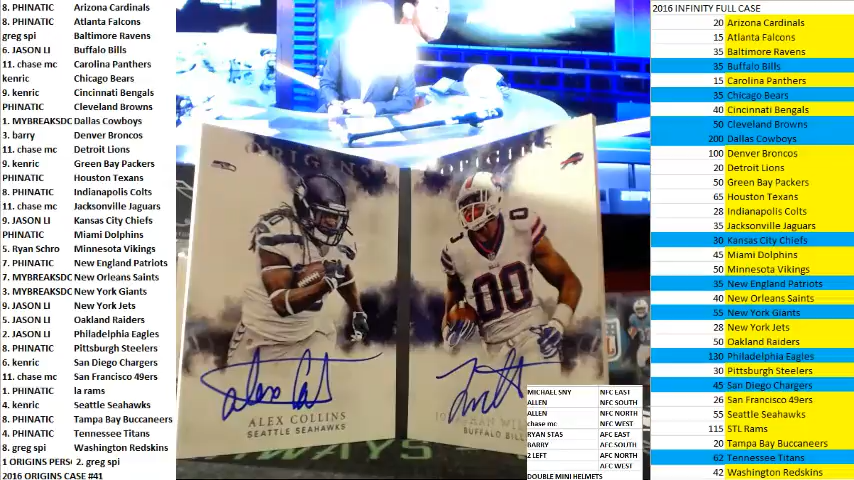 8. PHINATIC Arizona Cardinals
8. PHINATIC Atlanta Falcons
greg spi Baltimore Ravens
6. JASON LI Buffalo Bills
11. chase mc Carolina Panthers
kenric Chicago Bears
9. kenric Cincinnati Bengals
PHINATIC Cleveland Browns
1. MYBREAKSDC Dallas Cowboys
3. barry Denver Broncos
11. chase mc Detroit Lions
9. kenric Green Bay Packers
PHINATIC Houston Texans
8. PHINATIC Indianapolis Colts
11. chase mc Jacksonville Jaguars
9. JASON LI Kansas City Chiefs
PHINATIC Miami Dolphins
5. Ryan Schro Minnesota Vikings
7. PHINATIC New England Patriots
7. MYBREAKSDC New Orleans Saints
3. MYBREAKSDC New York Giants
9. JASON LI New York Jets
5. JASON LI Oakland Raiders
2. JASON LI Philadelphia Eagles
8. PHINATIC Pittsburgh Steelers
6. kenric San Diego Chargers
11. chase mc San Francisco 49ers
1. PHINATIC la rams
4. kenric Seattle Seahawks
8. PHINATIC Tampa Bay Buccaneers
4. PHINATIC Tennessee Titans
8. greg spi Washington Redskins
1 ORIGINS PERS 2. greg spi
2016 ORIGINS CASE #41
ORIGINS
ORIGINS
00
Alex Collins
ALEX COLLINS
SEATTLE SEAHAWKS
BUFFALO BILL
MICHAEL SNY NFC EAST
ALLEN NFC SOUTH
ALLEN NFC NORTH
chase mc NFC WEST
RYAN STAS AFC EAST
BARRY AFC SOUTH
2 LEFT AFC NORTH
AFC WEST
DOUBLE MINI HELMETS
2016 INFINITY FULL CASE
20 Arizona Cardinals
15 Atlanta Falcons
35 Baltimore Ravens
35 Buffalo Bills
15 Carolina Panthers
35 Chicago Bears
40 Cincinnati Bengals
50 Cleveland Browns
200 Dallas Cowboys
100 Denver Broncos
20 Detroit Lions
50 Green Bay Packers
65 Houston Texans
28 Indianapolis Colts
35 Jacksonville Jaguars
30 Kansas City Chiefs
45 Miami Dolphins
50 Minnesota Vikings
35 New England Patriots
40 New Orleans Saints
55 New York Giants
28 New York Jets
50 Oakland Raiders
130 Philadelphia Eagles
30 Pittsburgh Steelers
45 San Diego Chargers
26 San Francisco 49ers
55 Seattle Seahawks
115 STL Rams
20 Tampa Bay Buccaneers
62 Tennessee Titans
42 Washington Redskins